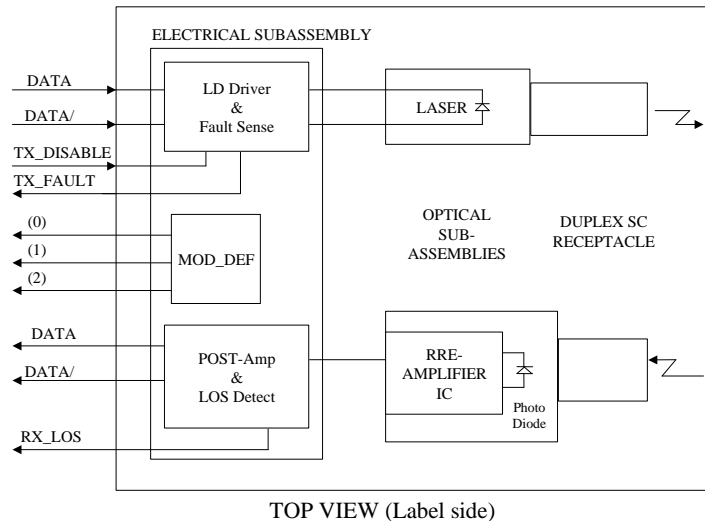 ELECTRICAL SUBASSEMBLY
DATA
DATA/
TX_DISABLE
TX_FAULT
LD Driver
&
Fault Sense
LASER
(0)
(1)
(2)
MOD_DEF
OPTICAL
SUB-
ASSEMBLIES
DUPLEX SC
RECEPTACLE
DATA
DATA/
RX_LOS
POST-Amp
&
LOS Detect
RRE-
AMPLIFIER
IC
Photo
Diode
TOP VIEW (Label side)